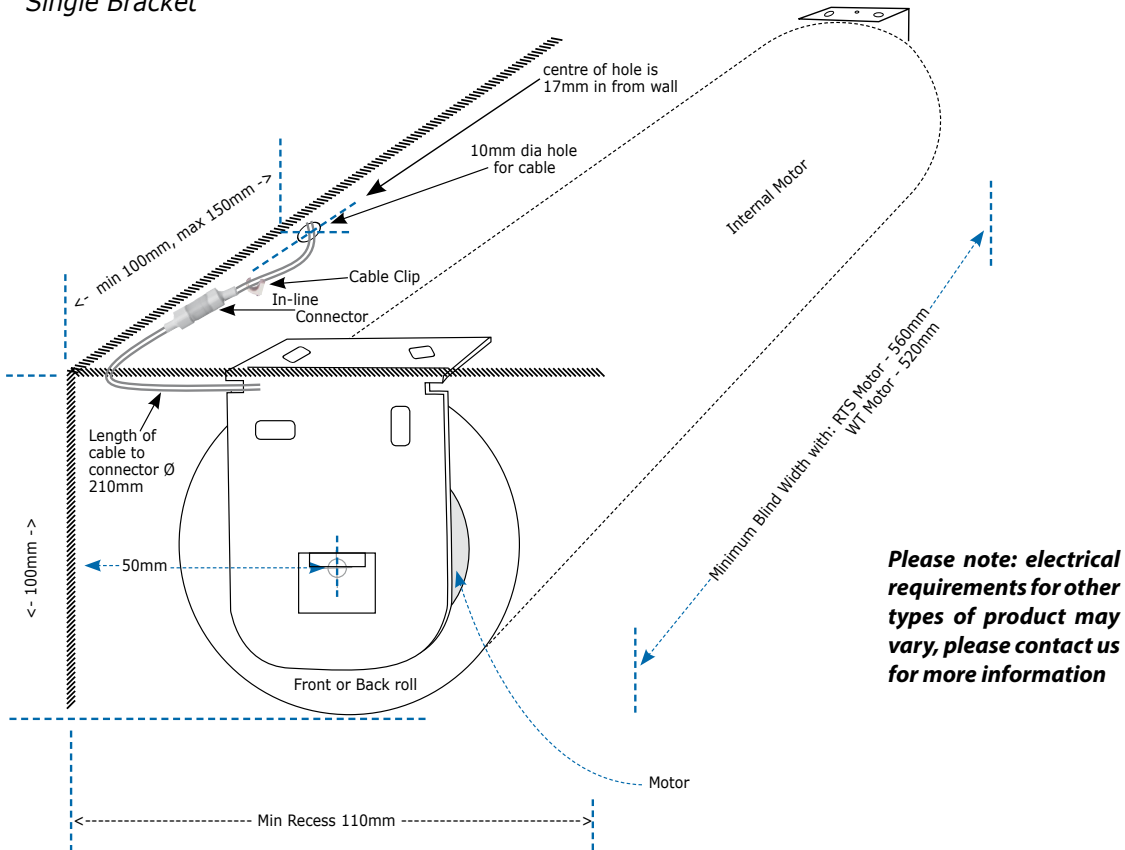 Single Bracket
centre of hole is
17mm in from wall
10mm dia hole
for cable
<- min 100mm, max 150mm ->
Internal Motor
Cable Clip
In-line
Connector
Minimum Blind Width with: RTS Motor - 560mm
WT Motor - 520mm
Length of
cable to
connector Ø
210mm
<- 100mm ->
50mm
Please note: electrical
requirements for other
types of product may
vary, please contact us
for more information
Front or Back roll
Motor
Min Recess 110mm